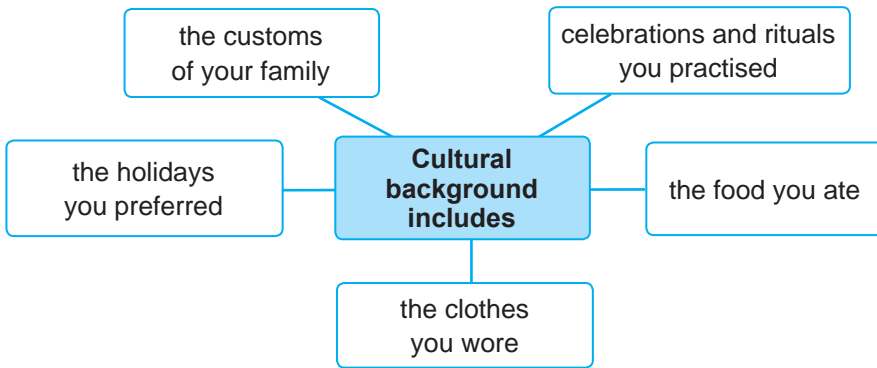 the customs
of your family
celebrations and rituals
you practised
the holidays
you preferred
Cultural
background
includes
the food you ate
the clothes
you wore